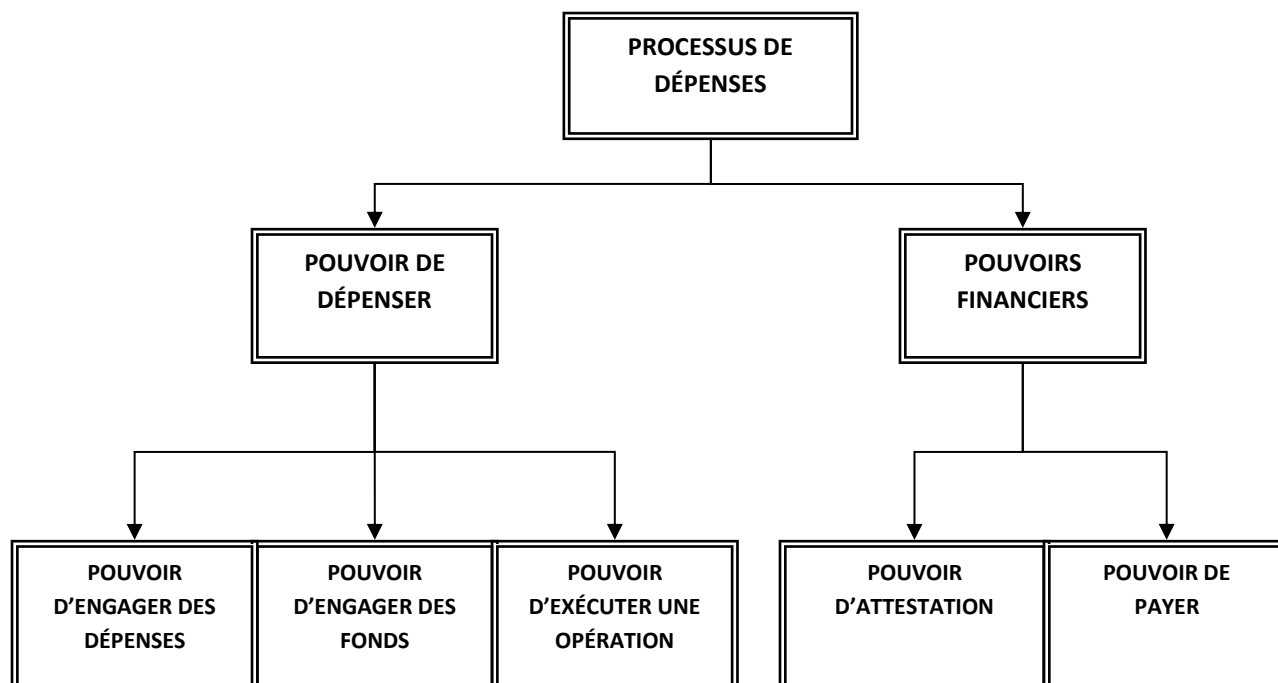 PROCESSUS DE
DÉPENSES
POUVOIR DE
DÉPENSER
POUVOIRS
FINANCIERS
POUVOIR
D’ENGAGER DES
DÉPENSES
POUVOIR
D’ENGAGER DES
FONDS
POUVOIR
D’EXÉCUTER UNE
OPÉRATION
POUVOIR
D’ATTESTATION
POUVOIR DE
PAYER